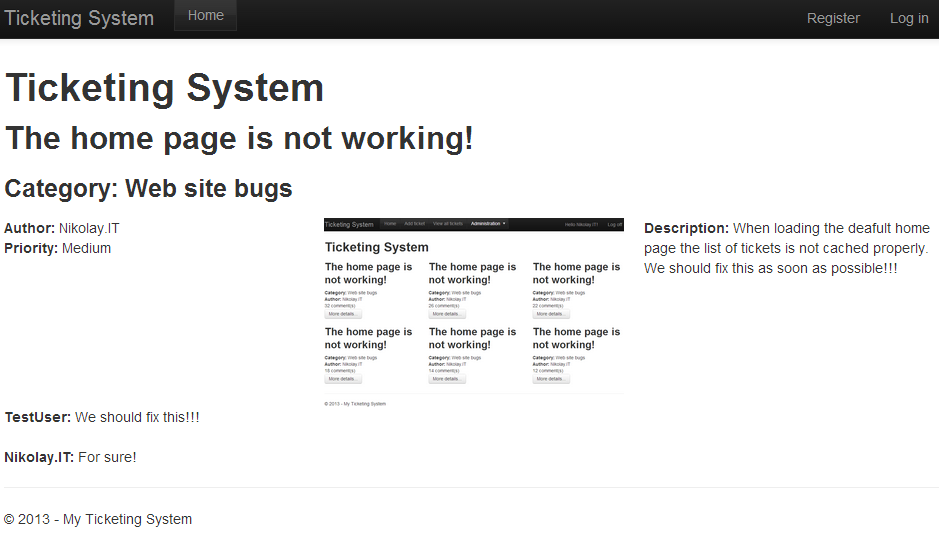 Ticketing System Home Register Log in
Ticketing System
The home page is not working!
Category: Web site bugs
Author: Nikolay.IT
Priority: Medium
Ticketing System Home Add ticket View all tickets Administration Hello, Nikolay.IT! Log off
Ticketing System
The home page is not working!
The home page is not working!
The home page is not working!
Category: Web site bugs
Category: Web site bugs
Category: Web site bugs
Author: Nikolay.IT
Author: Nikolay.IT
Author: Nikolay.IT
32 comment(s)
26 comment(s)
22 comment(s)
More details...
More details...
More details...
The home page is not working!
The home page is not working!
The home page is not working!
Category: Web site bugs
Category: Web site bugs
Category: Web site bugs
Author: Nikolay.IT
Author: Nikolay.IT
Author: Nikolay.IT
comment(s)
14 comment(s)
12 comment(s)
More details...
More details...
More details...
© 2013 - My Ticketing System
Description: When loading the deafult home
page the list of tickets is not cached properly.
We should fix this as soon as possible!!!
TestUser: We should fix this!!!
Nikolay.IT: For sure!
© 2013 - My Ticketing System